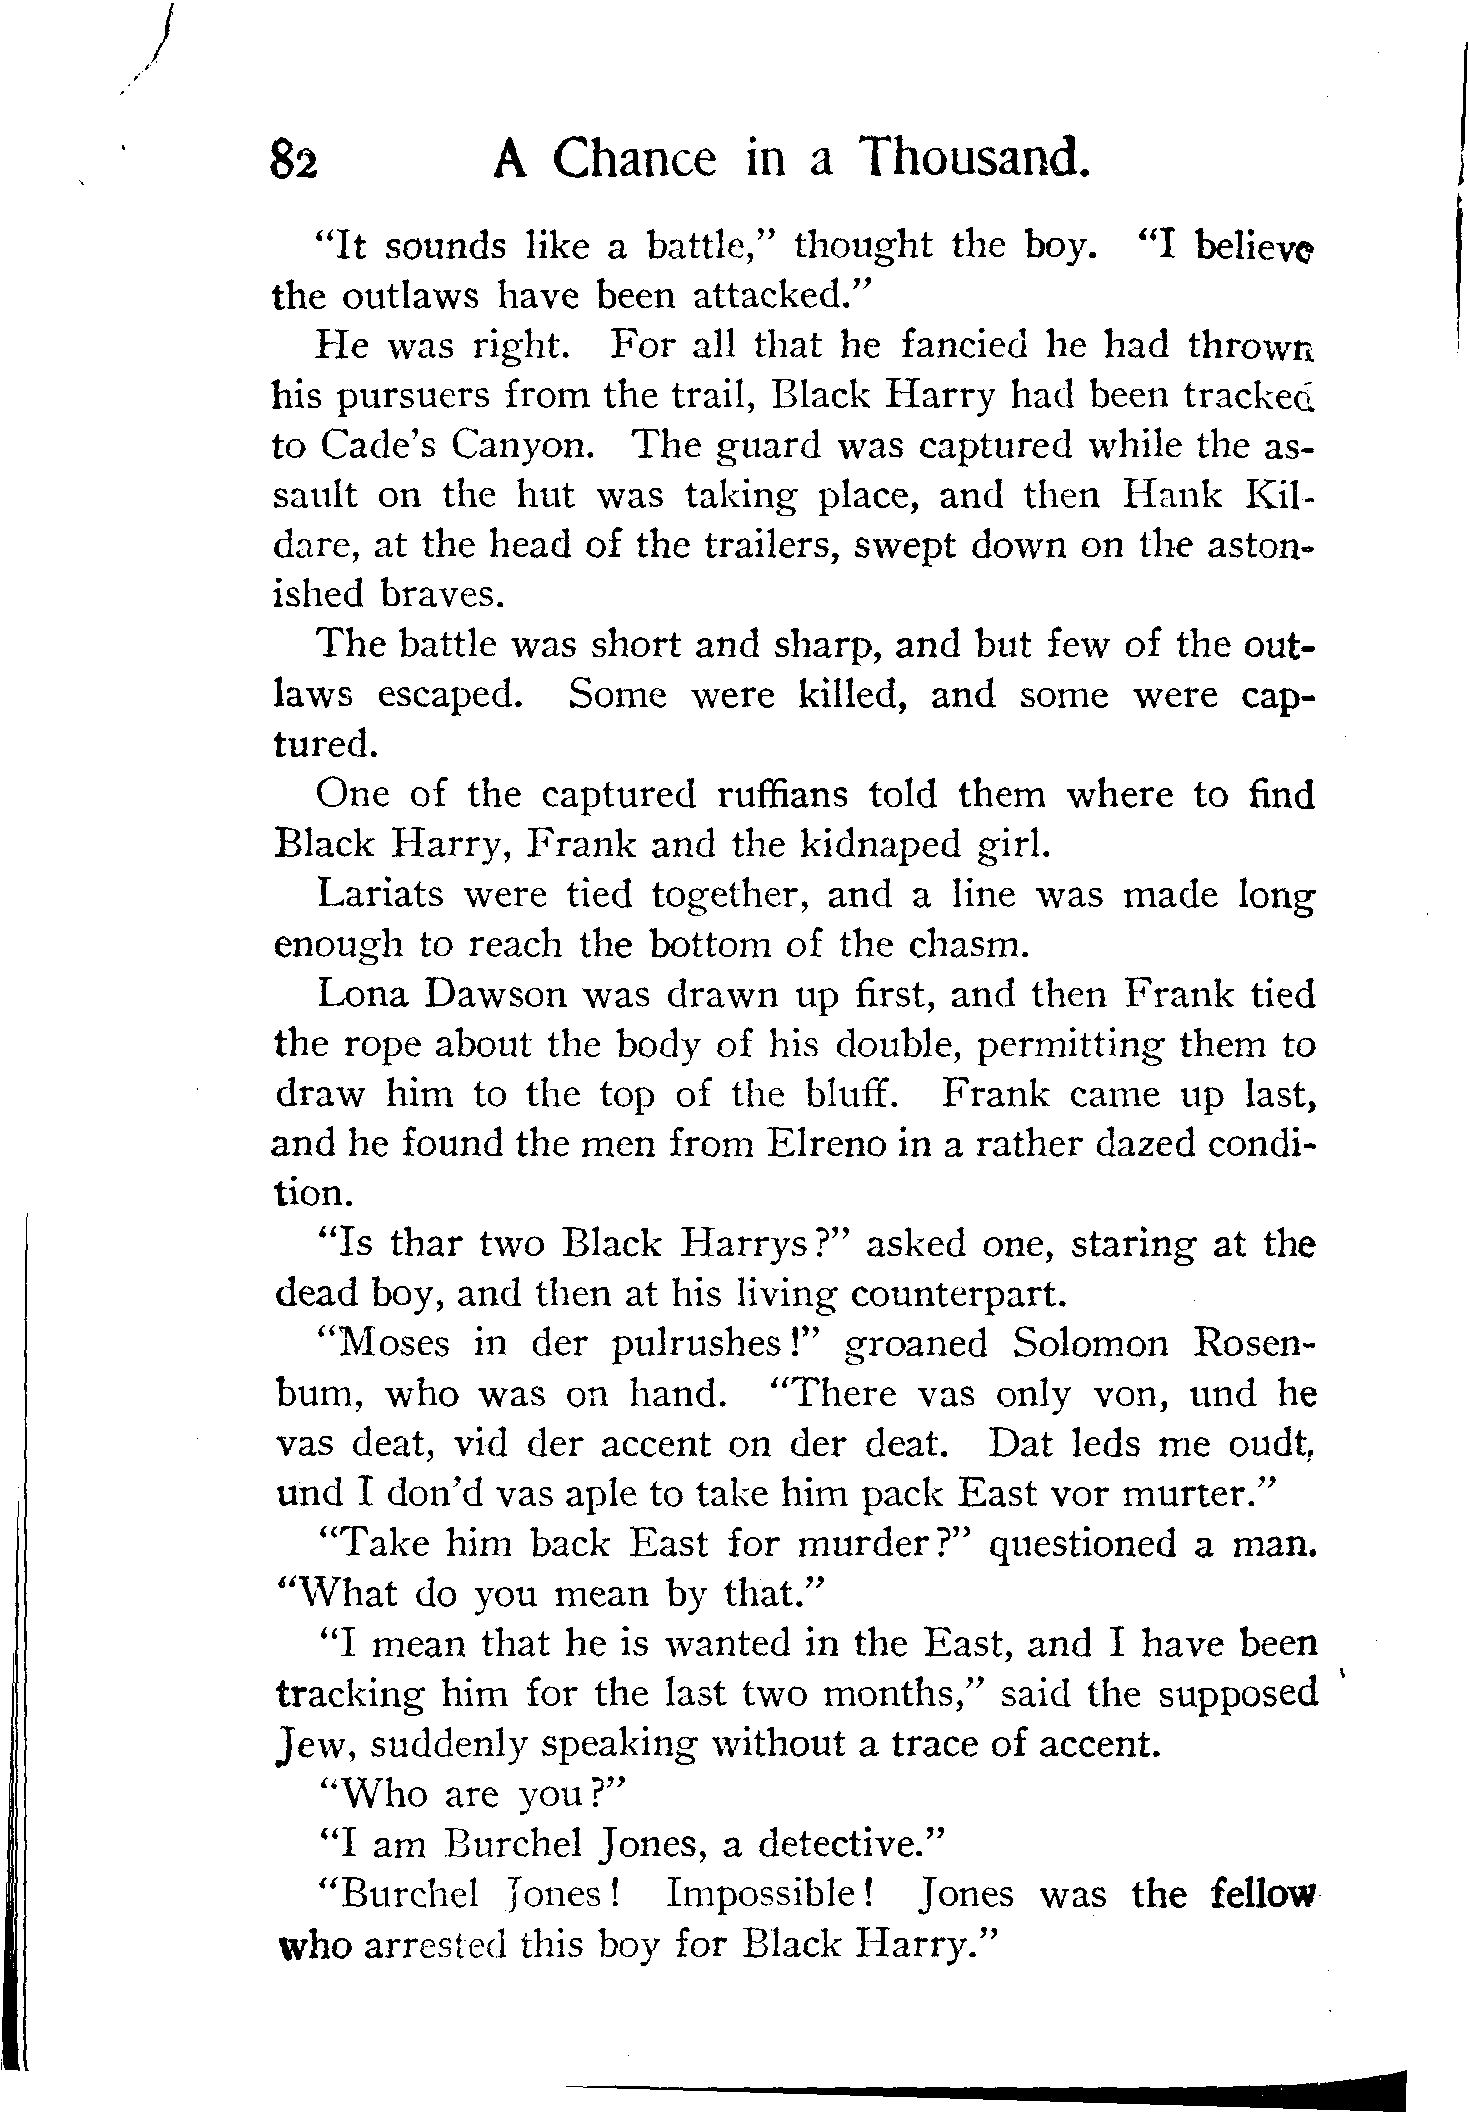 82 A Chance in a Thousand.
“It sounds like a battle,” thought the boy. “I believe
the outlaws have been attacked.”
He was right. For all that he fancied he had thrown
his pursuers from the trail, Black Harry had been tracked
to Cade’s Canyon. The guard was captured while the as-
sault on the hut was taking place, and then Hank Kil-
dare, at the head of the trailers, swept down on the aston-
ished braves.
The battle was short and sharp, and but few of the out-
laws escaped. Some were killed, and some were cap-
tured.
One of the captured ruffians told them where to find
Black Harry, Frank and the kidnaped girl.
Lariats were tied together, and a line was made long
enough to reach the bottom of the chasm.
Lona Dawson was drawn up first, and then Frank tied
the rope about the body of his double, permitting them to
draw him to the top of the bluff. Frank came up last,
and he found the men from Elreno in a rather dazed condi-
tion.
“Is thar two Black Harrys?” asked one, staring at the
dead boy, and then at his living counterpart.
“Moses in der pulrushes!” groaned Solomon Rosen-
bum, who was on hand. “There vas only von, und he
vas deat, vid der accent on der deat. Dat leds me oudt,
und I don’d vas aple to take him pack East vor murter.”
“Take him back East for murder?” questioned a man.
“What do you mean by that.”
“I mean that he is wanted in the East, and I have been
tracking him for the last two months,” said the supposed
Jew, suddenly speaking without a trace of accent.
“Who are you?”
“I am Burchel Jones, a detective.”
“Burchel Jones! Impossible! Jones was the fellow
who arrested this boy for Black Harry.”